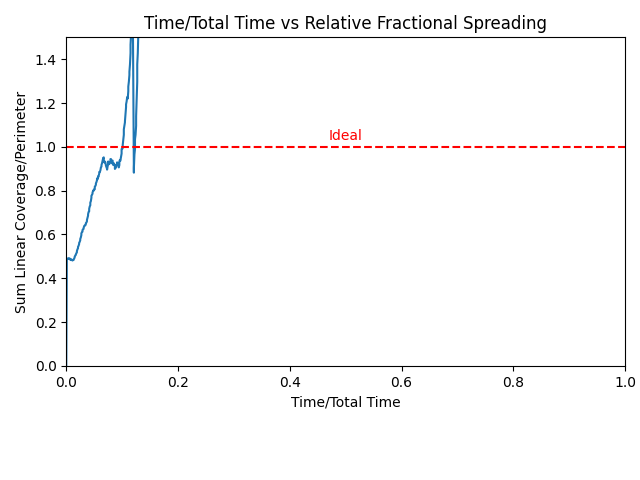 Time/Total Time vs Relative Fractional Spreading
Sum Linear Coverage/Perimeter
1.4
1.2
1.0
0.8
0.6
0.4
0.2
0.0
Ideal
0.0 0.2 0.4 0.6 0.8 1.0
Time/Total Time